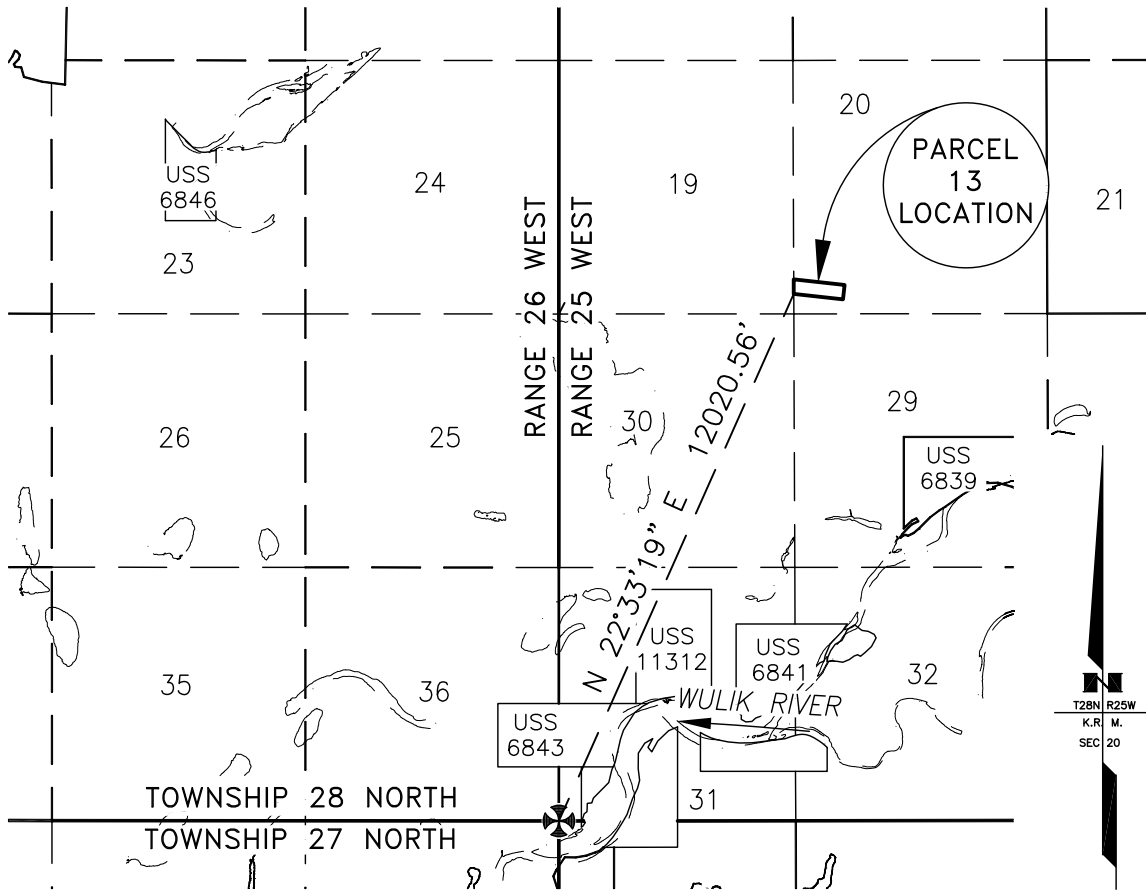 20
PARCEL
13
LOCATION
24
19
21
USS
6846
23
RANGE 26 WEST
RANGE 25 WEST
N 22°33'19" E 12020.56'
26
25
30
29
USS
6839
USS
11312
USS
6841
35
36
32
WULIK RIVER
USS
6843
31
TOWNSHIP 28 NORTH
TOWNSHIP 27 NORTH
N
T28N R25W
K.R. M.
SEC 20